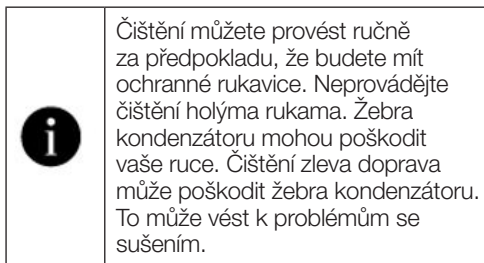 Čištění můžete provést ručně
za předpokladu, že budete mít
ochranné rukavice. Neprovádějte
čištění holýma rukama. Žebra
kondenzátoru mohou poškodit
vaše ruce. Čištění zleva doprava
může poškodit žebra kondenzátoru.
To může vést k problémům se
sušením.